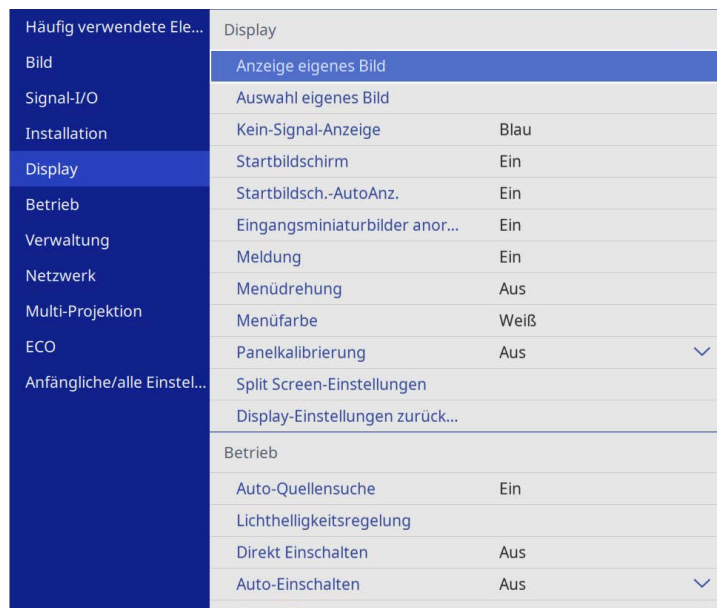 Häufig verwendete Ele...
Bild
Signal-I/O
Installation
Display
Betrieb
Verwaltung
Netzwerk
Multi-Projektion
ECO
Anfängliche/alle Einstel...
Display
Anzeige eigenes Bild
Auswahl eigenes Bild
Kein-Signal-Anzeige Blau
Startbildschirm Ein
Startbildsch.-AutoAnz. Ein
Eingangsminiaturbilder anor... Ein
Meldung Ein
Menüdrehung Aus
Menüfarbe Weiß
Panelkalibrierung Aus
Split Screen-Einstellungen
Display-Einstellungen zurück...
Betrieb
Auto-Quellensuche Ein
Lichthelligkeitsregelung
Direkt Einschalten Aus
Auto-Einschalten Aus